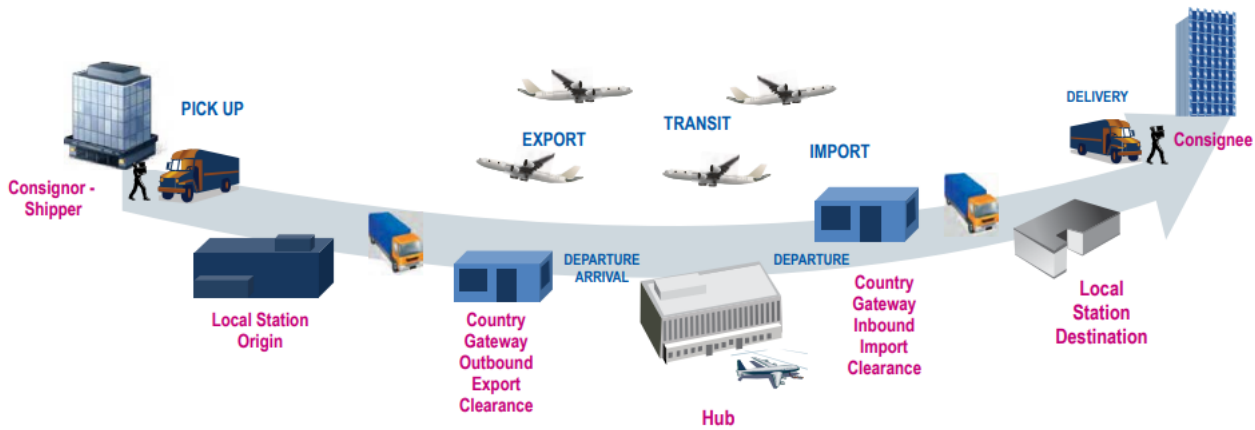 PICK UP
Consignor -
Shipper
Local Station
Origin
EXPORT
Country
Gateway
Outbound
Export
Clearance
DEPARTURE
ARRIVAL
TRANSIT
Hub
DEPARTURE
IMPORT
Country
Gateway
Inbound
Import
Clearance
Local
Station
Destination
DELIVERY
Consignee